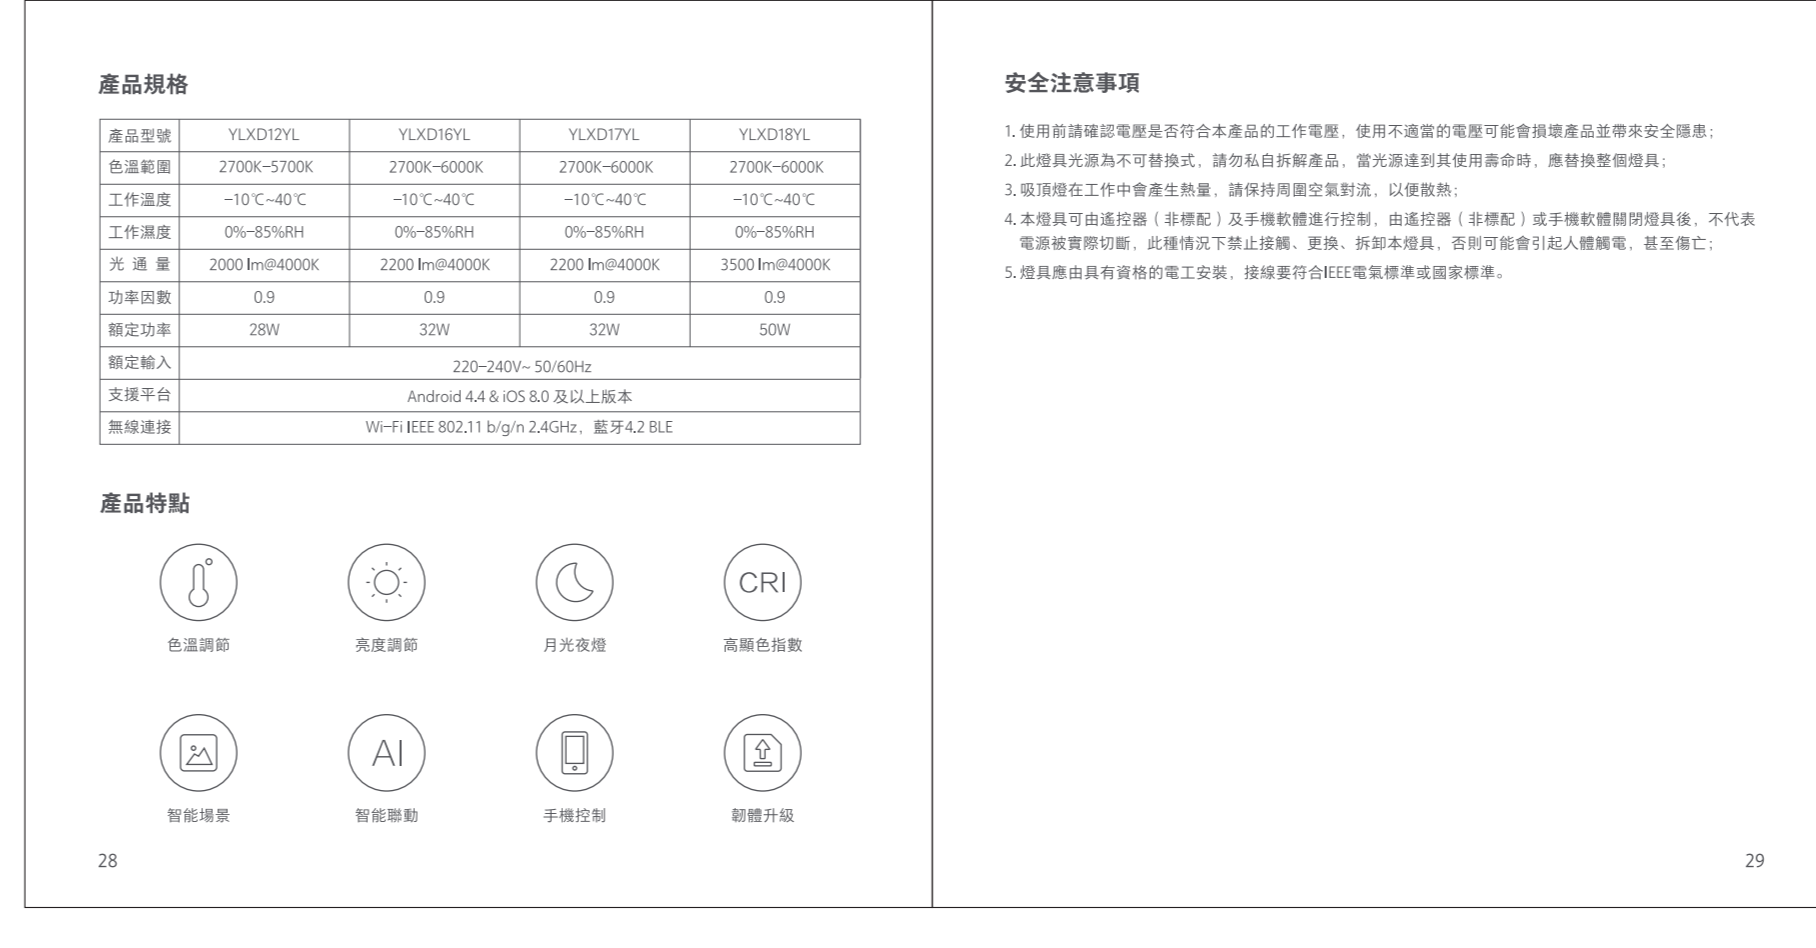 產品規格
產品型號 YLXD12YL YLXD16YL YLXD17YL YLXD18YL
色溫範圍 2700K–5700K 2700K–6000K 2700K–6000K 2700K–6000K
工作溫度 –10℃~40℃ –10℃~40℃ –10℃~40℃ –10℃~40℃
工作濕度 0%–85%RH 0%–85%RH 0%–85%RH 0%–85%RH
光 通 量 2000 lm@4000K 2200 lm@4000K 2200 lm@4000K 3500 lm@4000K
功率因數 0.9 0.9 0.9 0.9
額定功率 28W 32W 32W 50W
額定輸入 220–240V~ 50/60Hz
支援平台 Android 4.4 & iOS 8.0 及以上版本
無線連接 Wi–Fi IEEE 802.11 b/g/n 2.4GHz，藍牙4.2 BLE
產品特點
CRI
色溫調節 亮度調節 月光夜燈 高顯色指數
AI
智能場景 智能聯動 手機控制 韌體升級
28
安全注意事項
1. 使用前請確認電壓是否符合本產品的工作電壓，使用不適當的電壓可能會損壞產品並帶來安全隱患；
2. 此燈具光源為不可替換式，請勿私自拆解產品，當光源達到其使用壽命時，應替換整個燈具；
3. 吸頂燈在工作中會產生熱量，請保持周圍空氣對流，以便散熱；
4. 本燈具可由遙控器（非標配）及手機軟體進行控制，由遙控器（非標配）或手機軟體關閉燈具後，不代表
電源被實際切斷，此種情況下禁止接觸、更換、拆卸本燈具，否則可能會引起人體觸電，甚至傷亡；
5. 燈具應由具有資格的電工安裝，接線要符合IEEE電氣標準或國家標準。
29